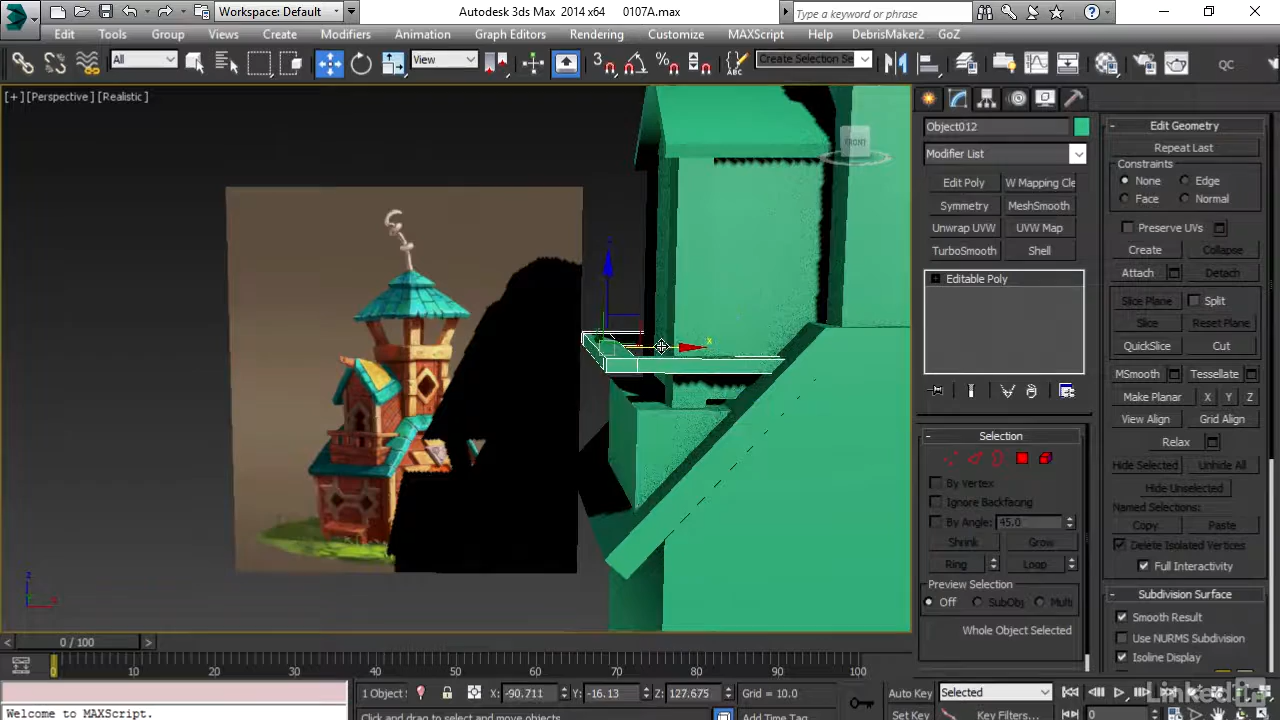 Workspace: Default
Autodesk 3ds Max 2014 x64 0107A.max
Type a keyword or phrase
Edit Tools Group Views Create Modifiers Animation Graph Editors Rendering Customize MAXScript Help DebrisMaker2 GoZ
All View 3 Create Selection Se QC
[+] [Perspective] [Realistic]
FRONT
z
x
Object012
Modifier List
Edit Poly W Mapping Cle
Symmetry MeshSmooth
Unwrap UVW UVW Map
TurboSmooth Shell
Editable Poly
Selection
By Vertex
Ignore Backfacing
By Angle: 45.0
Shrink Grow
Ring Loop
Preview Selection
Off SubObj Multi
Whole Object Selected
Edit Geometry
Repeat Last
Constraints
None Edge
Face Normal
Preserve UVs
Create Collapse
Attach Detach
Slice Plane Split
Slice Reset Plane
QuickSlice Cut
MSmooth Tessellate
Make Planar X Y Z
View Align Grid Align
Relax
Hide Selected Unhide All
Hide Unselected
Named Selections:
Copy Paste
Delete Isolated Vertices
Full Interactivity
Subdivision Surface
Smooth Result
Use NURMS Subdivision
Isoline Display
< 0 / 100 >
0 10 20 30 40 50 60 70 80 90 100
1 Object X: -90.711 Y: -16.13 Z: 127.675 Grid = 10.0 Auto Key Selected
Welcome to MAXScript. Click and drag to select and move objects Add Time Tag Set Key Key Filters... 0
LinkedIn